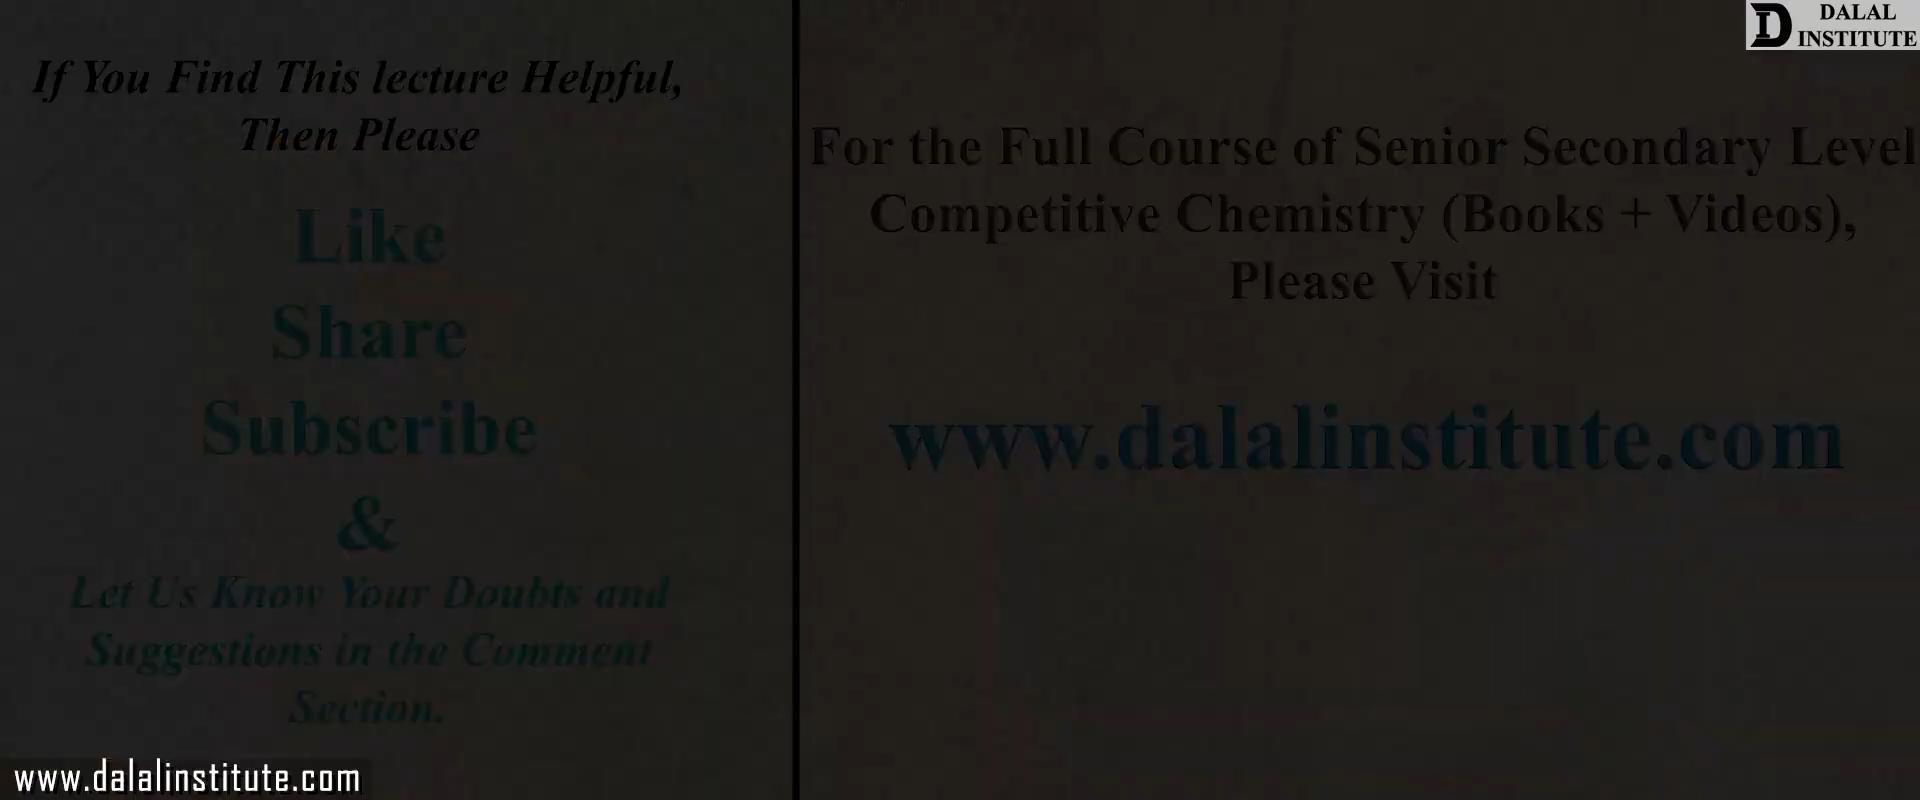 If You Find This lecture Helpful,
Then Please
Like
Share
Subscribe
&
Let Us Know Your Doubts and
Suggestions in the Comment
Section.
www.dalalinstitute.com
DALAL
INSTITUTE
For the Full Course of Senior Secondary Level
Competitive Chemistry (Books + Videos),
Please Visit
www.dalalinstitute.com